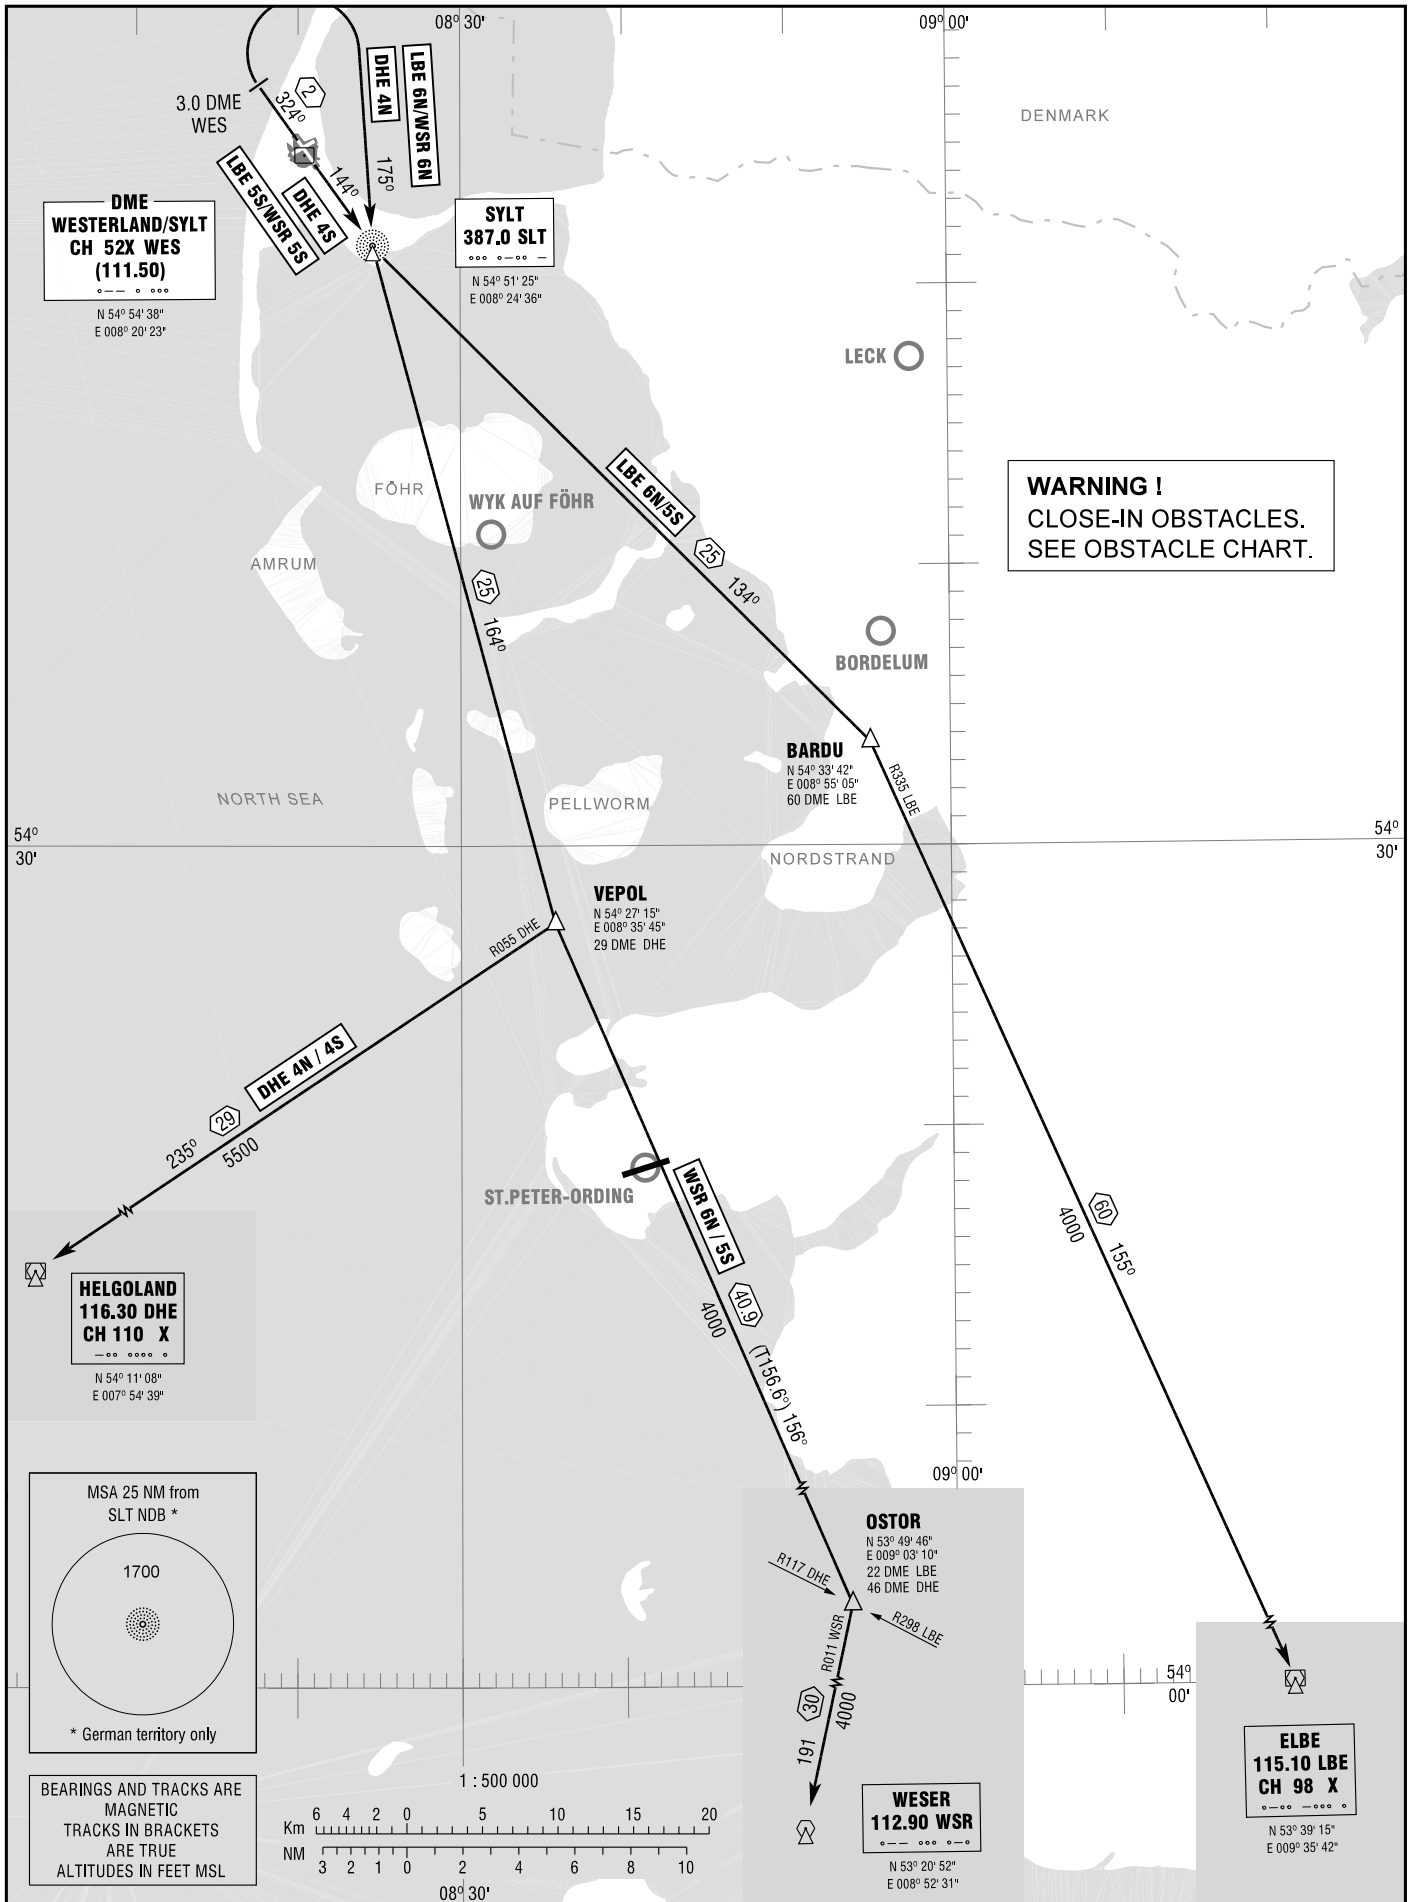 08° 30'
09° 00'
3.0 DME
WES
324°
2
DHE 4N
LBE 6N/WSR 6N
175°
144°
LBE 5S/WSR 5S
DHE 4S
DENMARK
DME
WESTERLAND/SYLT
CH 52X WES
(111.50)
N 54° 54' 38"
E 008° 20' 23"
SYLT
387.0 SLT
N 54° 51' 25"
E 008° 24' 36"
LECK
WARNING !
CLOSE-IN OBSTACLES.
SEE OBSTACLE CHART.
FÖHR
WYK AUF FÖHR
AMRUM
LBE 6N/5S
25
134°
25
164°
BORDELUM
BARDU
N 54° 33' 42"
E 008° 55' 05"
60 DME LBE
R335 LBE
NORTH SEA
PELLWORM
NORDSTRAND
54°
30'
54°
30'
VEPOL
N 54° 27' 15"
E 008° 35' 45"
29 DME DHE
R055 DHE
DHE 4N / 4S
29
235°
5500
ST.PETER-ORDING
WSR 6N / 5S
40.9
4000
(T156.6°) 156°
60
4000
155°
HELGOLAND
116.30 DHE
CH 110 X
N 54° 11' 08"
E 007° 54' 39"
09° 00'
MSA 25 NM from
SLT NDB *
1700
* German territory only
OSTOR
N 53° 49' 46"
E 009° 03' 10"
22 DME LBE
46 DME DHE
R117 DHE
R298 LBE
R011 WSR
30
4000
191
54°
00'
ELBE
115.10 LBE
CH 98 X
N 53° 39' 15"
E 009° 35' 42"
WESER
112.90 WSR
N 53° 20' 52"
E 008° 52' 31"
BEARINGS AND TRACKS ARE
MAGNETIC
TRACKS IN BRACKETS
ARE TRUE
ALTITUDES IN FEET MSL
1 : 500 000
Km 6 4 2 0 5 10 15 20
NM 3 2 1 0 2 4 6 8 10
08° 30'